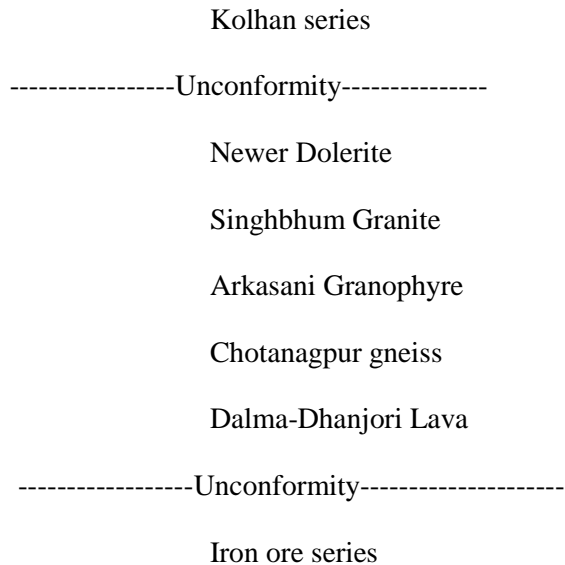 Kolhan series
-----------------Unconformity---------------
Newer Dolerite
Singhbhum Granite
Arkasani Granophyre
Chotanagpur gneiss
Dalma-Dhanjori Lava
------------------Unconformity---------------------
Iron ore series